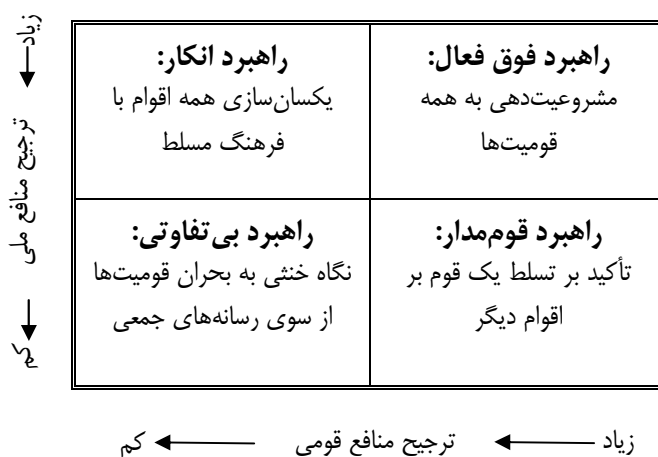 راهبرد فوق فعال:
مشروعیت‌دهی به همه
قومیت‌ها
راهبرد انکار:
یکسان‌سازی همه اقوام با
فرهنگ مسلط
راهبرد قوم‌مدار:
تأکید بر تسلط یک قوم بر
اقوام دیگر
راهبرد بی‌تفاوتی:
نگاه خنثی به بحران قومیت‌ها
از سوی رسانه‌های جمعی
زیاد ترجیح منافع ملی کم
زیاد ترجیح منافع قومی کم